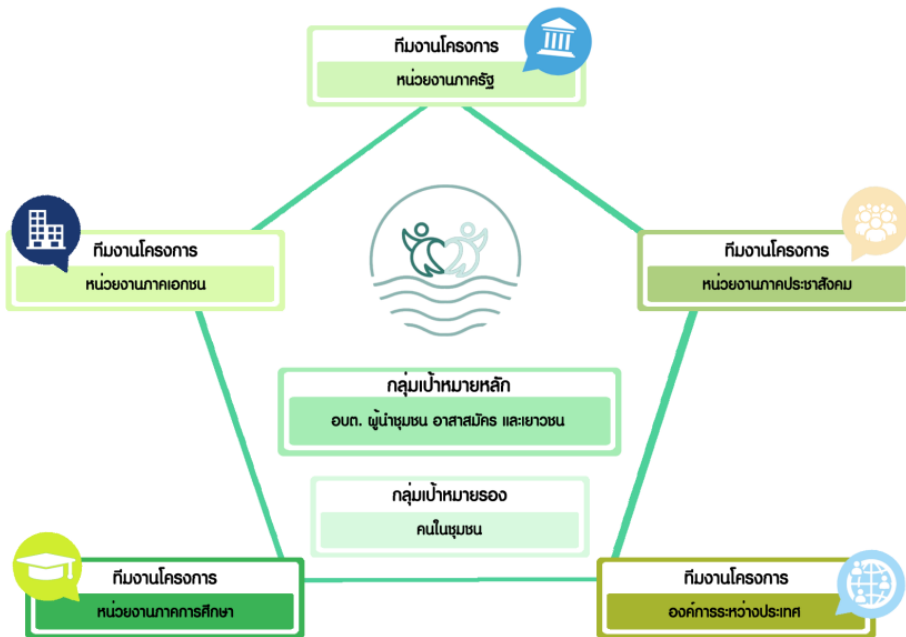 ทีมงานโครงการ
หน่วยงานภาครัฐ
ทีมงานโครงการ
หน่วยงานภาคเอกชน
ทีมงานโครงการ
หน่วยงานภาคประชาสังคม
กลุ่มเป้าหมายหลัก
อบต. ผู้นำชุมชน อาสาสมัคร และเยาวชน
กลุ่มเป้าหมายรอง
คนในชุมชน
ทีมงานโครงการ
หน่วยงานภาคการศึกษา
ทีมงานโครงการ
องค์การระหว่างประเทศ